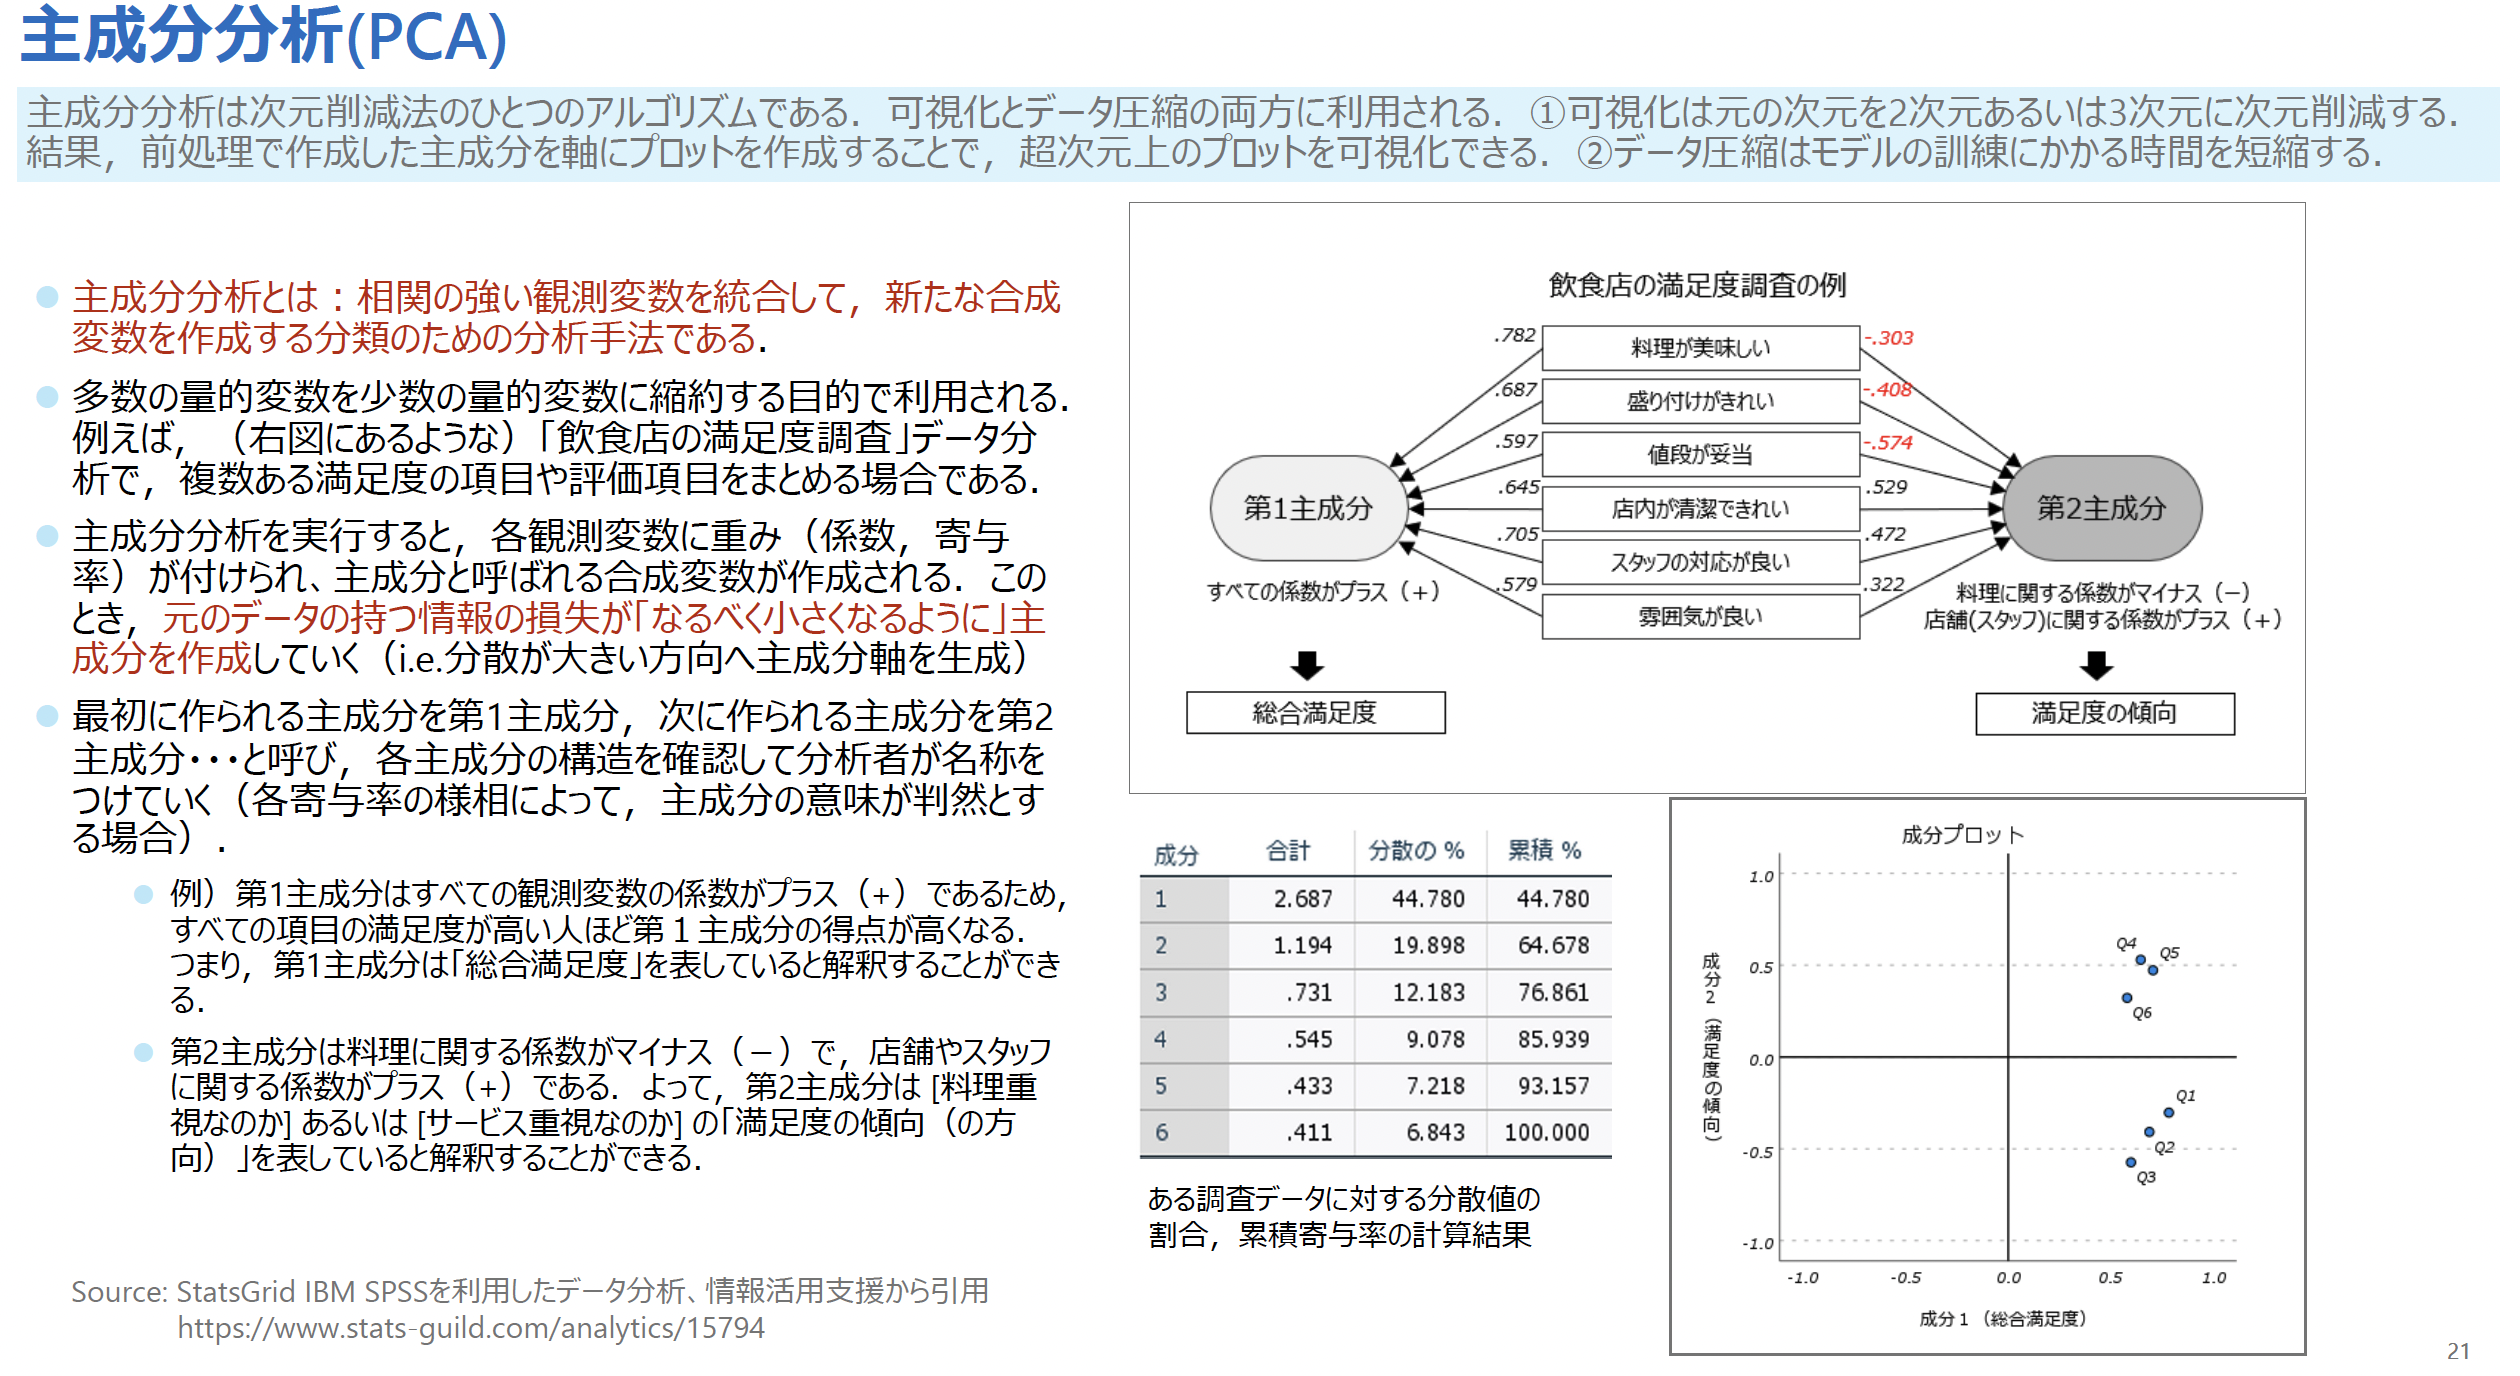 主成分分析(PCA)
主成分分析は次元削減法のひとつのアルゴリズムである．可視化とデータ圧縮の両方に利用される．①可視化は元の次元を2次元あるいは3次元に次元削減する．
結果，前処理で作成した主成分を軸にプロットを作成することで，超次元上のプロットを可視化できる．②データ圧縮はモデルの訓練にかかる時間を短縮する．
主成分分析とは：相関の強い観測変数を統合して，新たな合成
変数を作成する分類のための分析手法である．
多数の量的変数を少数の量的変数に縮約する目的で利用される．
例えば，（右図にあるような）「飲食店の満足度調査」データ分
析で，複数ある満足度の項目や評価項目をまとめる場合である．
主成分分析を実行すると，各観測変数に重み（係数，寄与
率）が付けられ、主成分と呼ばれる合成変数が作成される．この
とき，元のデータの持つ情報の損失が「なるべく小さくなるように」主
成分を作成していく（i.e.分散が大きい方向へ主成分軸を生成）
最初に作られる主成分を第1主成分，次に作られる主成分を第2
主成分・・・と呼び，各主成分の構造を確認して分析者が名称を
つけていく（各寄与率の様相によって，主成分の意味が判然とす
る場合）．
例）第1主成分はすべての観測変数の係数がプラス（+）であるため，
すべての項目の満足度が高い人ほど第１主成分の得点が高くなる．
つまり，第1主成分は「総合満足度」を表していると解釈することができ
る．
第2主成分は料理に関する係数がマイナス（－）で，店舗やスタッフ
に関する係数がプラス（+）である．よって，第2主成分は [料理重
視なのか] あるいは [サービス重視なのか] の「満足度の傾向（の方
向）」を表していると解釈することができる．
Source: StatsGrid IBM SPSSを利用したデータ分析、情報活用支援から引用
https://www.stats-guild.com/analytics/15794
飲食店の満足度調査の例
.782 料理が美味しい -.303
.687 盛り付けがきれい -.408
.597 値段が妥当 -.574
.645 店内が清潔できれい .529
.705 スタッフの対応が良い .472
.579 雰囲気が良い .322
第1主成分
第2主成分
すべての係数がプラス（+）
料理に関する係数がマイナス（−）
店舗(スタッフ)に関する係数がプラス（+）
総合満足度
満足度の傾向
成分 合計 分散の % 累積 %
1 2.687 44.780 44.780
2 1.194 19.898 64.678
3 .731 12.183 76.861
4 .545 9.078 85.939
5 .433 7.218 93.157
6 .411 6.843 100.000
ある調査データに対する分散値の
割合，累積寄与率の計算結果
成分プロット
成分2（満足度の傾向）
1.0
0.5
0.0
-0.5
-1.0
Q4
Q5
Q6
Q1
Q2
Q3
-1.0 -0.5 0.0 0.5 1.0
成分１（総合満足度）
21